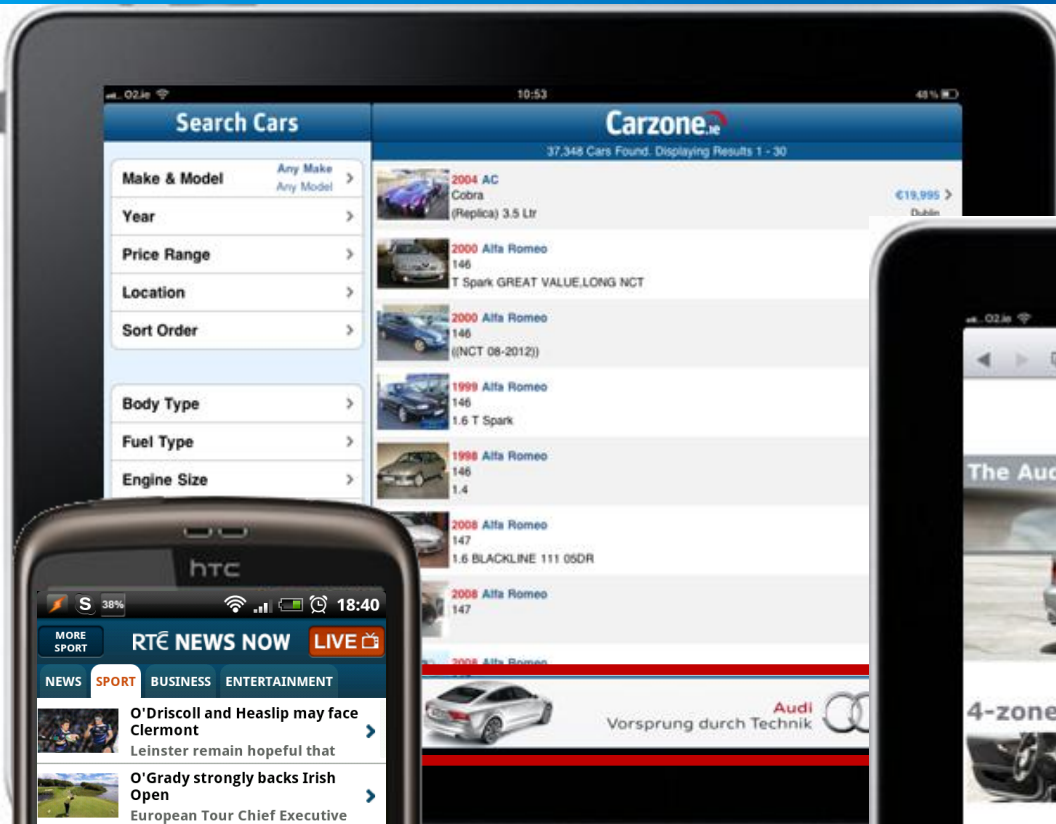 O2.ie
10:53
48%
Search Cars
Carzone.ie
37,348 Cars Found. Displaying Results 1 - 30
Make & Model
Any Make
Any Model
Year
Price Range
Location
Sort Order
Body Type
Fuel Type
Engine Size
2004 AC
Cobra
(Replica) 3.5 Ltr
€19,995
Dublin
2000 Alfa Romeo
146
T Spark GREAT VALUE,LONG NCT
2000 Alfa Romeo
146
((NCT 08-2012))
1999 Alfa Romeo
146
1.6 T Spark
1998 Alfa Romeo
146
1.4
2008 Alfa Romeo
147
1.6 BLACKLINE 111 05DR
2008 Alfa Romeo
147
2008 Alfa Romeo
Audi
Vorsprung durch Technik
hTC
S 38% 18:40
MORE SPORT
RTÉ NEWS NOW
LIVE
NEWS SPORT BUSINESS ENTERTAINMENT
O'Driscoll and Heaslip may face
Clermont
Leinster remain hopeful that
O'Grady strongly backs Irish
Open
European Tour Chief Executive
O2.ie
The Aud
4-zone